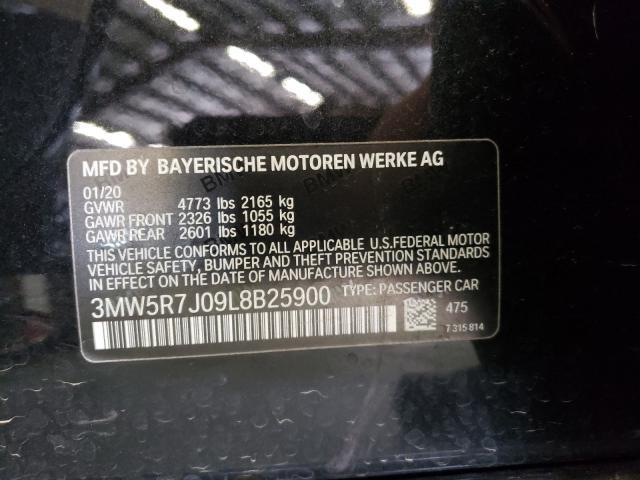 MFD BY BAYERISCHE MOTOREN WERKE AG
01/20
GVWR 4773 lbs 2165 kg
GAWR FRONT 2326 lbs 1055 kg
GAWR REAR 2601 lbs 1180 kg
THIS VEHICLE CONFORMS TO ALL APPLICABLE U.S.FEDERAL MOTOR
VEHICLE SAFETY, BUMPER AND THEFT PREVENTION STANDARDS
IN EFFECT ON THE DATE OF MANUFACTURE SHOWN ABOVE.
3MW5R7J09L8B25900 TYPE: PASSENGER CAR
475
7 315 814